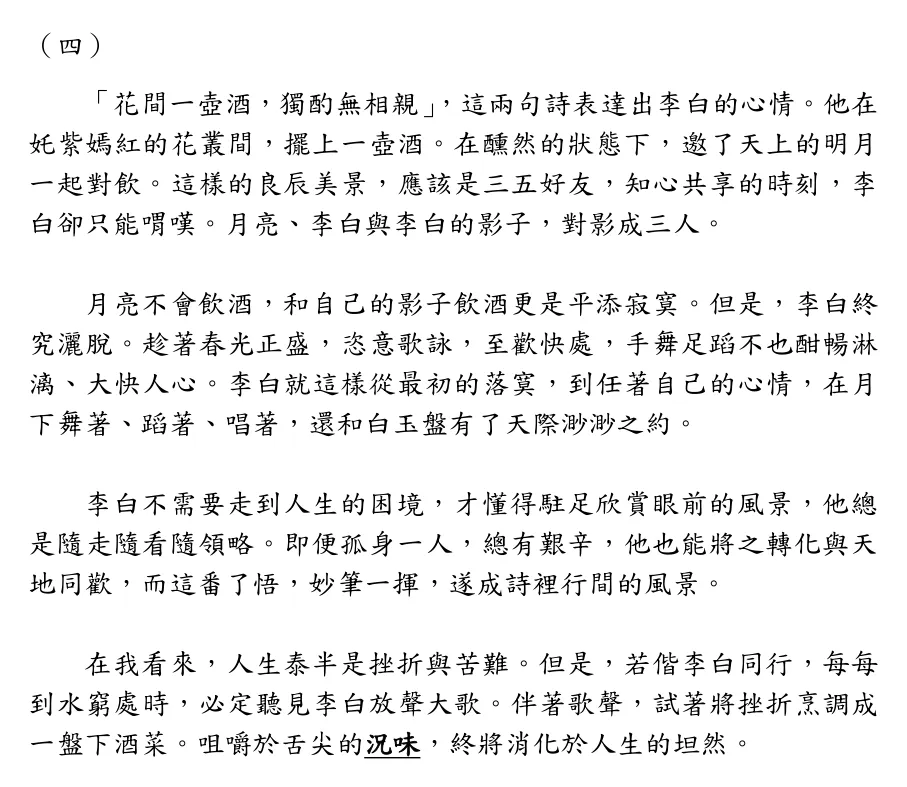 （四）
「花間一壺酒，獨酌無相親」，這兩句詩表達出李白的心情。他在
奼紫嫣紅的花叢間，擺上一壺酒。在醺然的狀態下，邀了天上的明月
一起對飲。這樣的良辰美景，應該是三五好友，知心共享的時刻，李
白卻只能喟嘆。月亮、李白與李白的影子，對影成三人。
月亮不會飲酒，和自己的影子飲酒更是平添寂寞。但是，李白終
究灑脫。趁著春光正盛，恣意歌詠，至歡快處，手舞足蹈不也酣暢淋
漓、大快人心。李白就這樣從最初的落寞，到任著自己的心情，在月
下舞著、蹈著、唱著，還和白玉盤有了天際渺渺之約。
李白不需要走到人生的困境，才懂得駐足欣賞眼前的風景，他總
是隨走隨看隨領略。即便孤身一人，總有艱辛，他也能將之轉化與天
地同歡，而這番了悟，妙筆一揮，遂成詩裡行間的風景。
在我看來，人生泰半是挫折與苦難。但是，若偕李白同行，每每
到水窮處時，必定聽見李白放聲大歌。伴著歌聲，試著將挫折烹調成
一盤下酒菜。咀嚼於舌尖的況味，終將消化於人生的坦然。